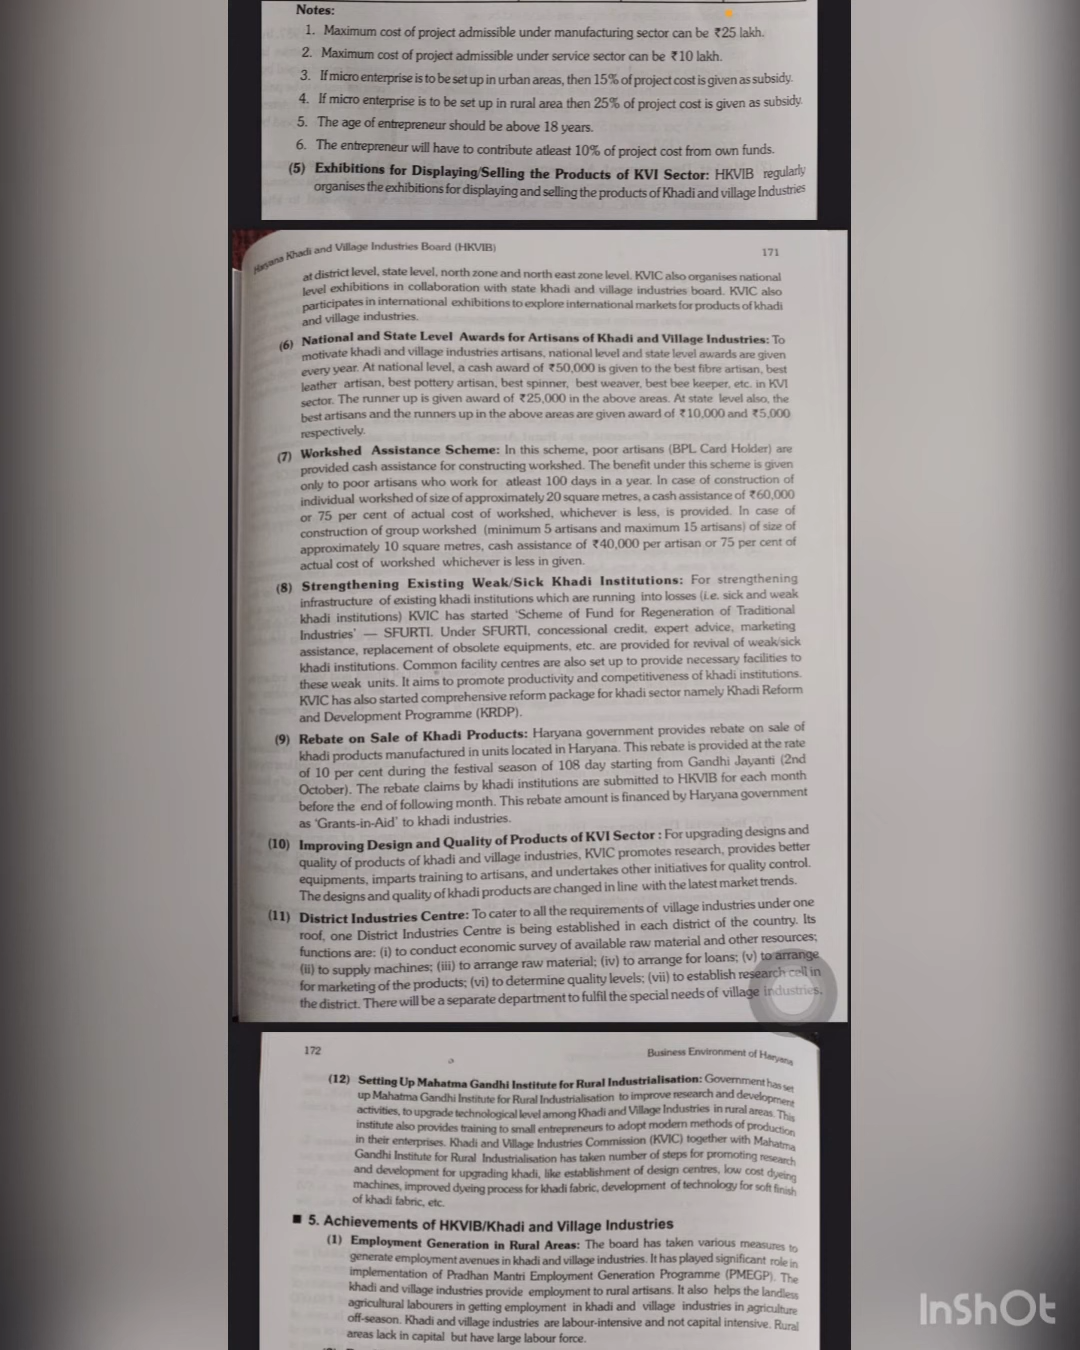 Notes:
1. Maximum cost of project admissible under manufacturing sector can be ₹25 lakh.
2. Maximum cost of project admissible under service sector can be ₹10 lakh.
3. If micro enterprise is to be set up in urban areas, then 15% of project cost is given as subsidy.
4. If micro enterprise is to be set up in rural area then 25% of project cost is given as subsidy.
5. The age of entrepreneur should be above 18 years.
6. The entrepreneur will have to contribute atleast 10% of project cost from own funds.
(5) Exhibitions for Displaying/Selling the Products of KVI Sector: HKVIB regularly
organises the exhibitions for displaying and selling the products of Khadi and village Industries
Haryana Khadi and Village Industries Board (HKVIB)
171
at district level, state level, north zone and north east zone level. KVIC also organises national
level exhibitions in collaboration with state khadi and village industries board. KVIC also
participates in international exhibitions to explore international markets for products of khadi
and village industries.
(6) National and State Level Awards for Artisans of Khadi and Village Industries: To
motivate khadi and village industries artisans, national level and state level awards are given
every year. At national level, a cash award of ₹50,000 is given to the best fibre artisan, best
leather artisan, best pottery artisan, best spinner, best weaver, best bee keeper, etc. in KVI
sector. The runner up is given award of ₹25,000 in the above areas. At state level also, the
best artisans and the runners up in the above areas are given award of ₹10,000 and ₹5,000
respectively.
(7) Workshed Assistance Scheme: In this scheme, poor artisans (BPL Card Holder) are
provided cash assistance for constructing workshed. The benefit under this scheme is given
only to poor artisans who work for atleast 100 days in a year. In case of construction of
individual workshed of size of approximately 20 square metres, a cash assistance of ₹60,000
or 75 per cent of actual cost of workshed, whichever is less, is provided. In case of
construction of group workshed (minimum 5 artisans and maximum 15 artisans) of size of
approximately 10 square metres, cash assistance of ₹40,000 per artisan or 75 per cent of
actual cost of workshed whichever is less in given.
(8) Strengthening Existing Weak/Sick Khadi Institutions: For strengthening
infrastructure of existing khadi institutions which are running into losses (i.e. sick and weak
khadi institutions) KVIC has started 'Scheme of Fund for Regeneration of Traditional
Industries' — SFURTI. Under SFURTI, concessional credit, expert advice, marketing
assistance, replacement of obsolete equipments, etc. are provided for revival of weak/sick
khadi institutions. Common facility centres are also set up to provide necessary facilities to
these weak units. It aims to promote productivity and competitiveness of khadi institutions.
KVIC has also started comprehensive reform package for khadi sector namely Khadi Reform
and Development Programme (KRDP).
(9) Rebate on Sale of Khadi Products: Haryana government provides rebate on sale of
khadi products manufactured in units located in Haryana. This rebate is provided at the rate
of 10 per cent during the festival season of 108 day starting from Gandhi Jayanti (2nd
October). The rebate claims by khadi institutions are submitted to HKVIB for each month
before the end of following month. This rebate amount is financed by Haryana government
as 'Grants-in-Aid' to khadi industries.
(10) Improving Design and Quality of Products of KVI Sector : For upgrading designs and
quality of products of khadi and village industries, KVIC promotes research, provides better
equipments, imparts training to artisans, and undertakes other initiatives for quality control.
The designs and quality of khadi products are changed in line with the latest market trends.
(11) District Industries Centre: To cater to all the requirements of village industries under one
roof, one District Industries Centre is being established in each district of the country. Its
functions are: (i) to conduct economic survey of available raw material and other resources;
(ii) to supply machines; (iii) to arrange raw material; (iv) to arrange for loans; (v) to arrange
for marketing of the products; (vi) to determine quality levels; (vii) to establish research cell in
the district. There will be a separate department to fulfil the special needs of village industries.
172
Business Environment of Haryana
(12) Setting Up Mahatma Gandhi Institute for Rural Industrialisation: Government has set
up Mahatma Gandhi Institute for Rural Industrialisation to improve research and development
activities, to upgrade technological level among Khadi and Village Industries in rural areas. This
institute also provides training to small entrepreneurs to adopt modern methods of production
in their enterprises. Khadi and Village Industries Commission (KVIC) together with Mahatma
Gandhi Institute for Rural Industrialisation has taken number of steps for promoting research
and development for upgrading khadi, like establishment of design centres, low cost dyeing
machines, improved dyeing process for khadi fabric, development of technology for soft finish
of khadi fabric, etc.
■ 5. Achievements of HKVIB/Khadi and Village Industries
(1) Employment Generation in Rural Areas: The board has taken various measures to
generate employment avenues in khadi and village industries. It has played significant role in
implementation of Pradhan Mantri Employment Generation Programme (PMEGP). The
khadi and village industries provide employment to rural artisans. It also helps the landless
agricultural labourers in getting employment in khadi and village industries in agriculture
off-season. Khadi and village industries are labour-intensive and not capital intensive. Rural
areas lack in capital but have large labour force.
InShOt